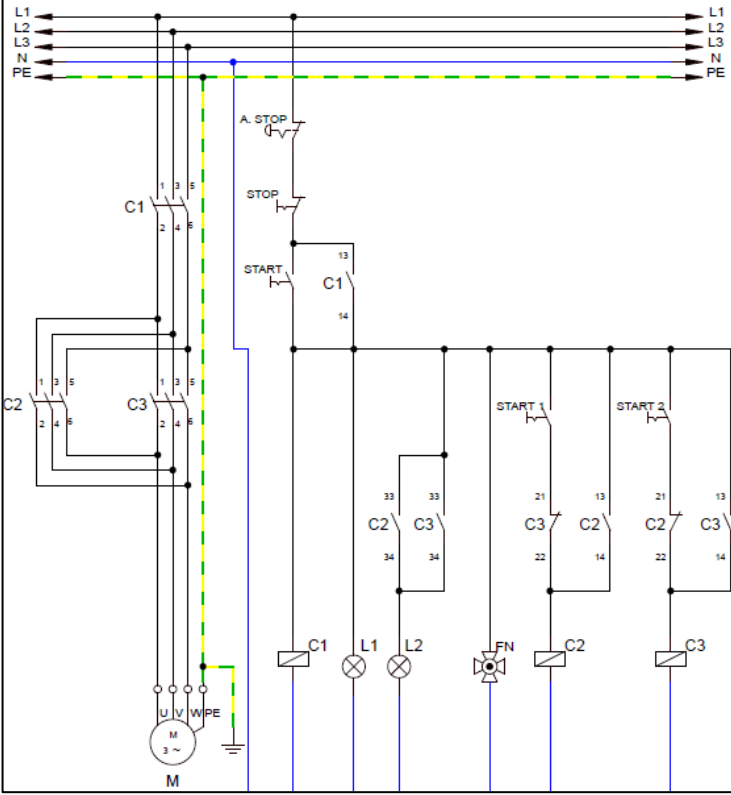 L1 L1
L2 L2
L3 L3
N N
PE PE
A. STOP
STOP
1 3 5
C1
2 4 6
13
START C1
14
1 3 5 1 3 5
C2 C3
2 4 6 2 4 6
START 1 START 2
33 33 21 13 21 13
C2 C3 C3 C2 C2 C3
34 34 22 14 22 14
C1 L1 L2 FN C2 C3
U V W PE
M
3 ~
M